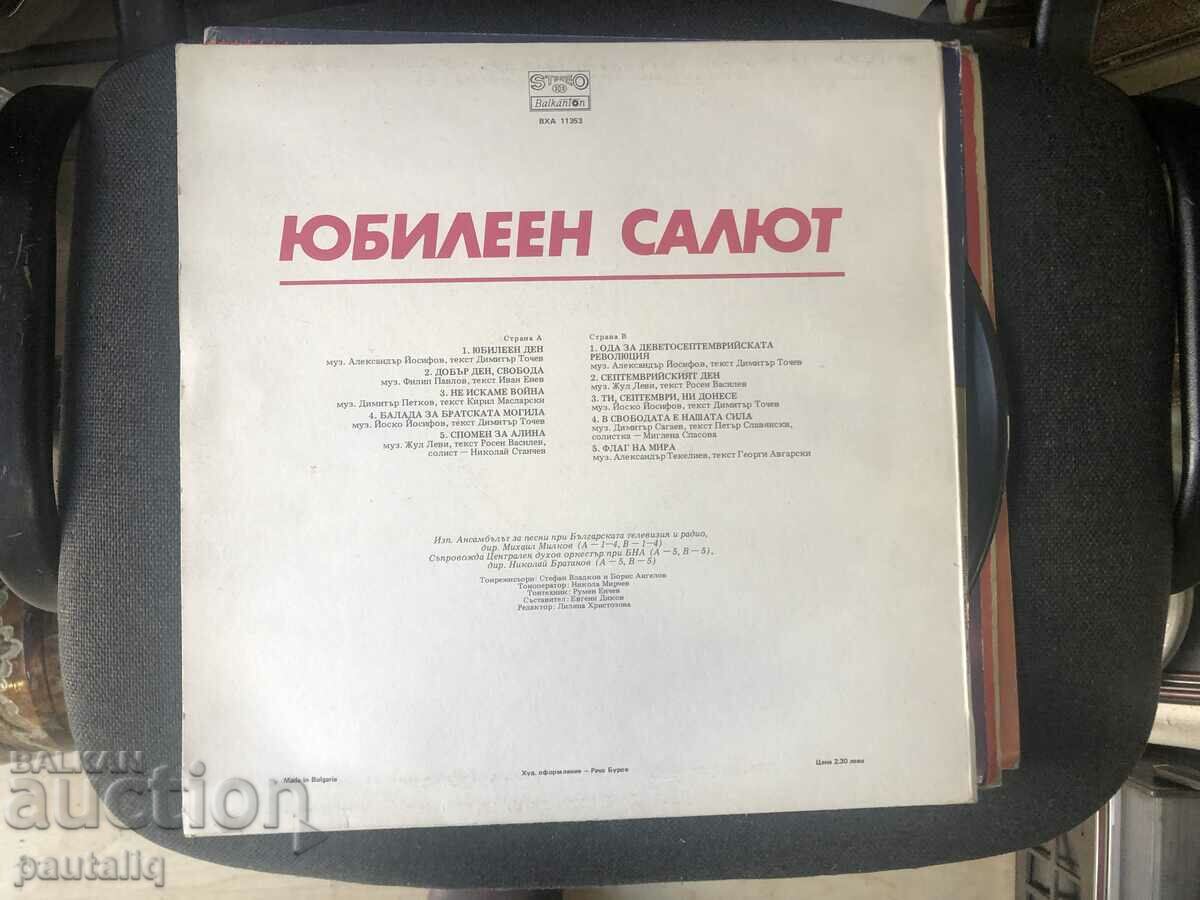 STEREO
Balkanton
ВХА 11353
ЮБИЛЕЕН САЛЮТ
Страна А
1. ЮБИЛЕЕН ДЕН
муз. Александър Йосифов, текст Димитър Точев
2. ДОБЪР ДЕН, СВОБОДА
муз. Филип Павлов, текст Иван Енев
3. НЕ ИСКАМЕ ВОЙНА
муз. Димитър Петков, текст Кирил Масларски
4. БАЛАДА ЗА БРАТСКАТА МОГИЛА
муз. Йоско Йосифов, текст Димитър Точев
5. СПОМЕН ЗА АЛИНА
муз. Жул Леви, текст Росен Василев,
солист — Николай Станчев
Страна В
1. ОДА ЗА ДЕВЕТОСЕПТЕМВРИЙСКАТА
РЕВОЛЮЦИЯ
муз. Александър Йосифов, текст Димитър Точев
2. СЕПТЕМВРИЙСКИЯТ ДЕН
муз. Жул Леви, текст Росен Василев
3. ТИ, СЕПТЕМВРИ, НИ ДОНЕСЕ
муз. Йоско Йосифов, текст Димитър Точев
4. В СВОБОДАТА Е НАШАТА СИЛА
муз. Димитър Сагаев, текст Петър Славянски,
солистка — Миглена Спасова
5. ФЛАГ НА МИРА
муз. Александър Текелиев, текст Георги Авгарски
Изп. Ансамбълът за песни при Българската телевизия и радио,
дир. Михаил Милков (А — 1—4, В — 1—4)
Съпровожда Централен духов оркестър при БНА (А — 5, В — 5),
дир. Николай Братанов (А — 5, В — 5)
Тонрежисьори: Стефан Владков и Борис Ангелов
Тоноператор: Никола Мирчев
Тонтехник: Румен Енчев
Съставител: Евгени Диков
Редактор: Лиляна Христозова
Made in Bulgaria
Худ. оформление — Рачо Буров
Цена 2.30 лева
BALKAN
auction
pautaliq